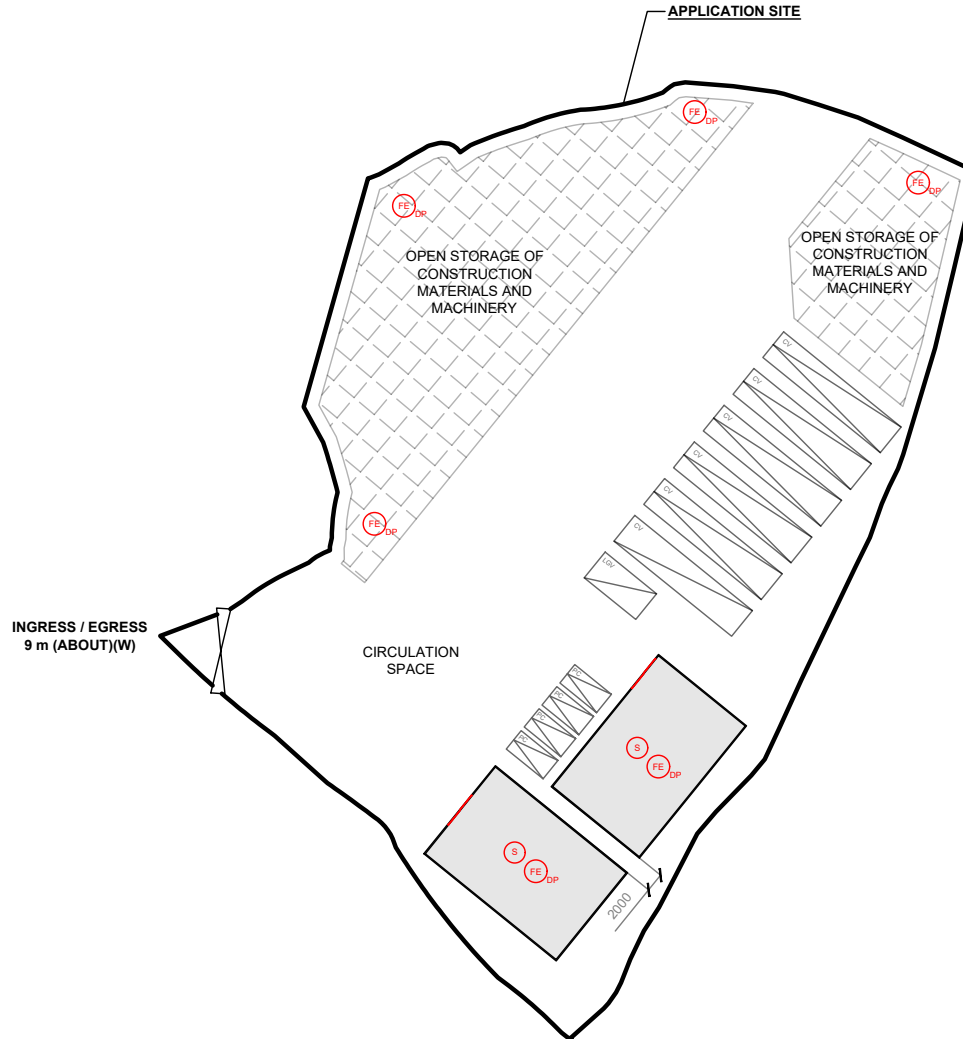 APPLICATION SITE
FE
DP
FE
DP
FE
DP
OPEN STORAGE OF
CONSTRUCTION
MATERIALS AND
MACHINERY
OPEN STORAGE OF
CONSTRUCTION
MATERIALS AND
MACHINERY
CV
CV
CV
CV
CV
CV
FE
DP
LGV
INGRESS / EGRESS
9 m (ABOUT)(W)
CIRCULATION
SPACE
PC
PC
PC
PC
S
FE
DP
S
FE
DP
2000